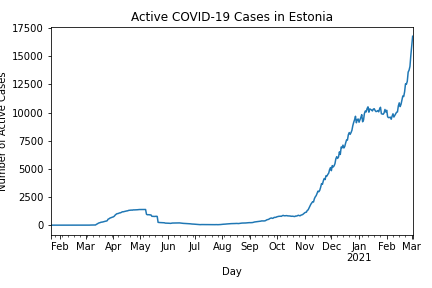 Active COVID-19 Cases in Estonia
Number of Active Cases
17500
15000
12500
10000
7500
5000
2500
0
Feb Mar Apr May Jun Jul Aug Sep Oct Nov Dec Jan Feb Mar
2021
Day